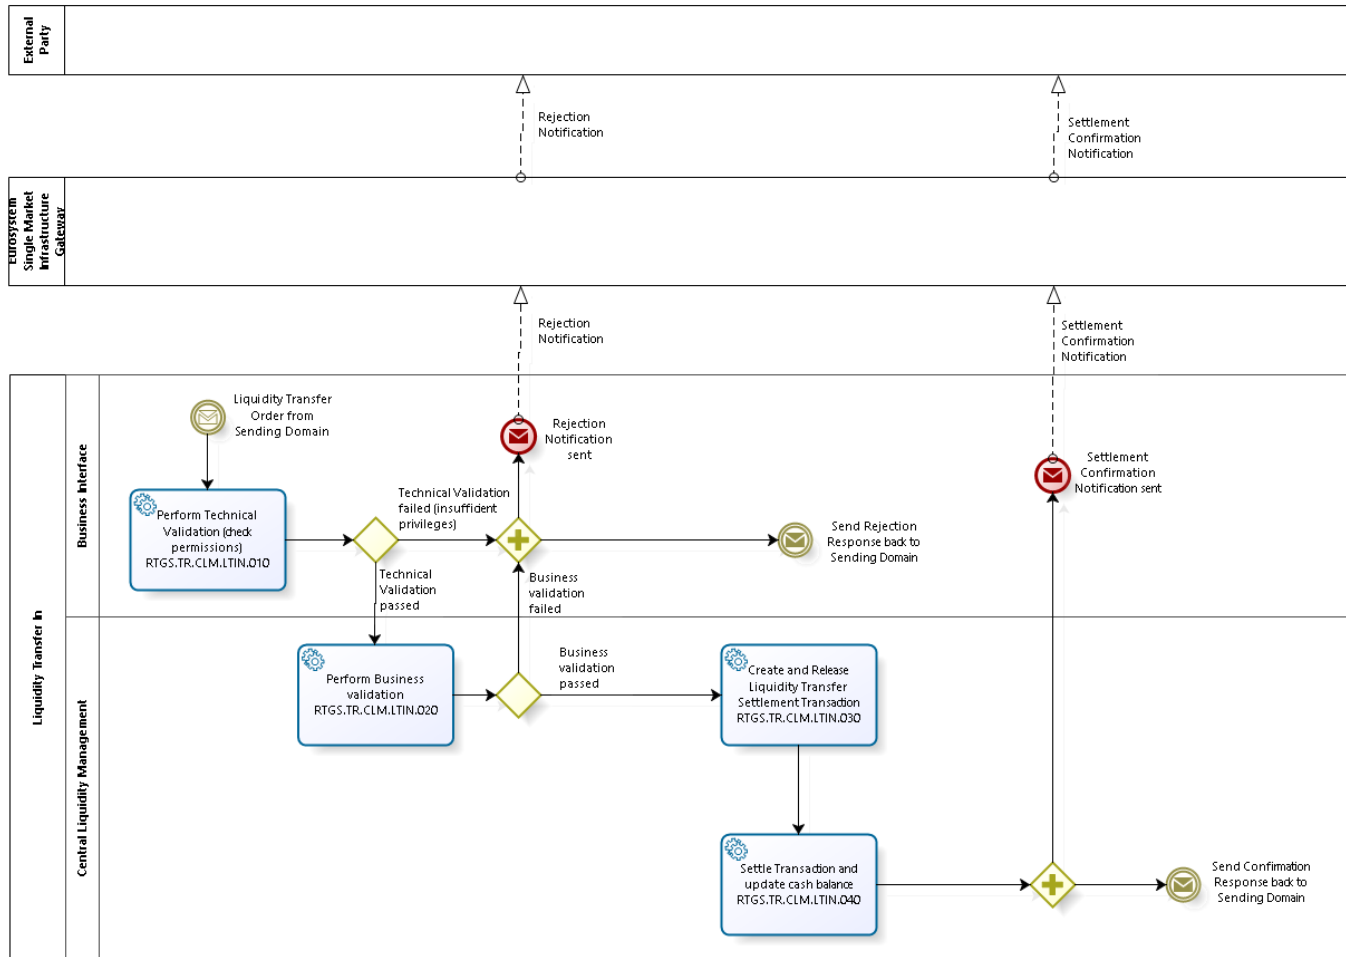 External
Party
Rejection
Notification
Settlement
Confirmation
Notification
Eurosystem
Single Market
Infrastructure
Gateway
Rejection
Notification
Settlement
Confirmation
Notification
Liquidity Transfer In
Business Interface
Liquidity Transfer
Order from
Sending Domain
Rejection
Notification
sent
Settlement
Confirmation
Notification sent
Perform Technical
Validation (check
permissions)
RTGS.TR.CLM.LTIN.010
Technical Validation
failed (insufficient
privileges)
Send Rejection
Response back to
Sending Domain
Technical
Validation
passed
Business
validation
failed
Central Liquidity Management
Perform Business
validation
RTGS.TR.CLM.LTIN.020
Business
validation
passed
Create and Release
Liquidity Transfer
Settlement Transaction
RTGS.TR.CLM.LTIN.030
Settle Transaction and
update cash balance
RTGS.TR.CLM.LTIN.040
Send Confirmation
Response back to
Sending Domain